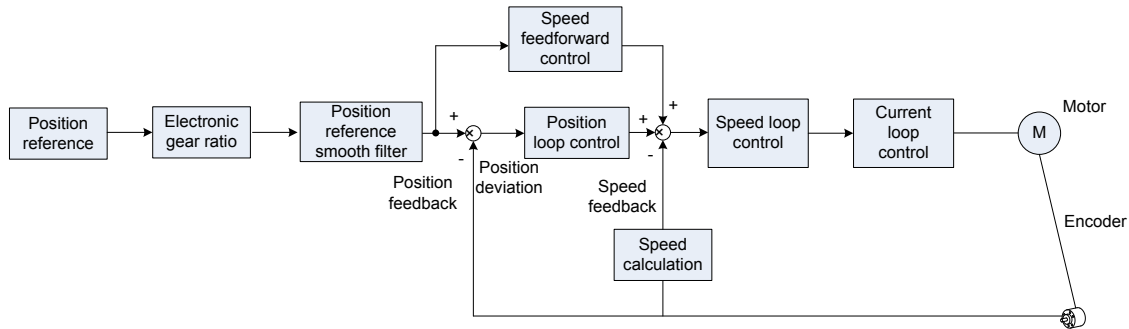 Speed
feedforward
control
Position
reference
Electronic
gear ratio
Position
reference
smooth filter
+
-
Position
loop control
+
+
-
Speed loop
control
Current
loop
control
Motor
M
Position
feedback
Position
deviation
Speed
feedback
Encoder
Speed
calculation